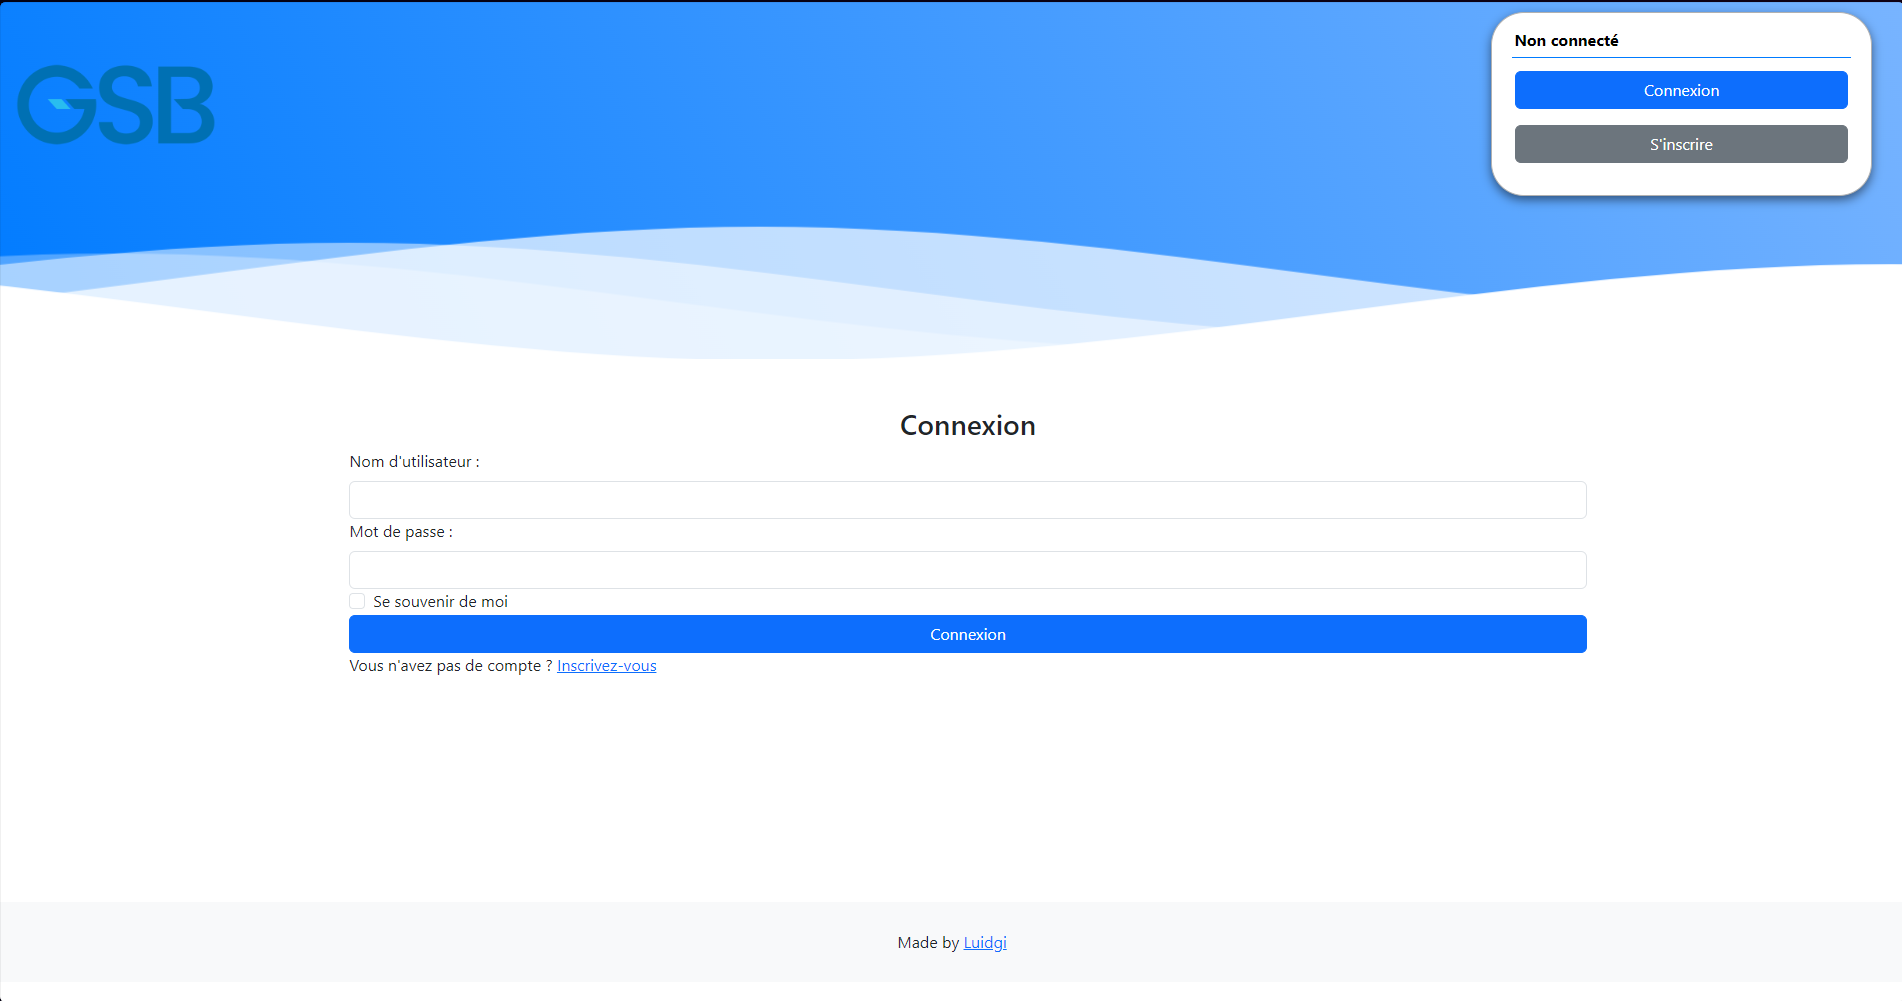 GSB
Non connecté
Connexion
S'inscrire
Connexion
Nom d'utilisateur :
Mot de passe :
Se souvenir de moi
Connexion
Vous n'avez pas de compte ? Inscrivez-vous
Made by Luidgi